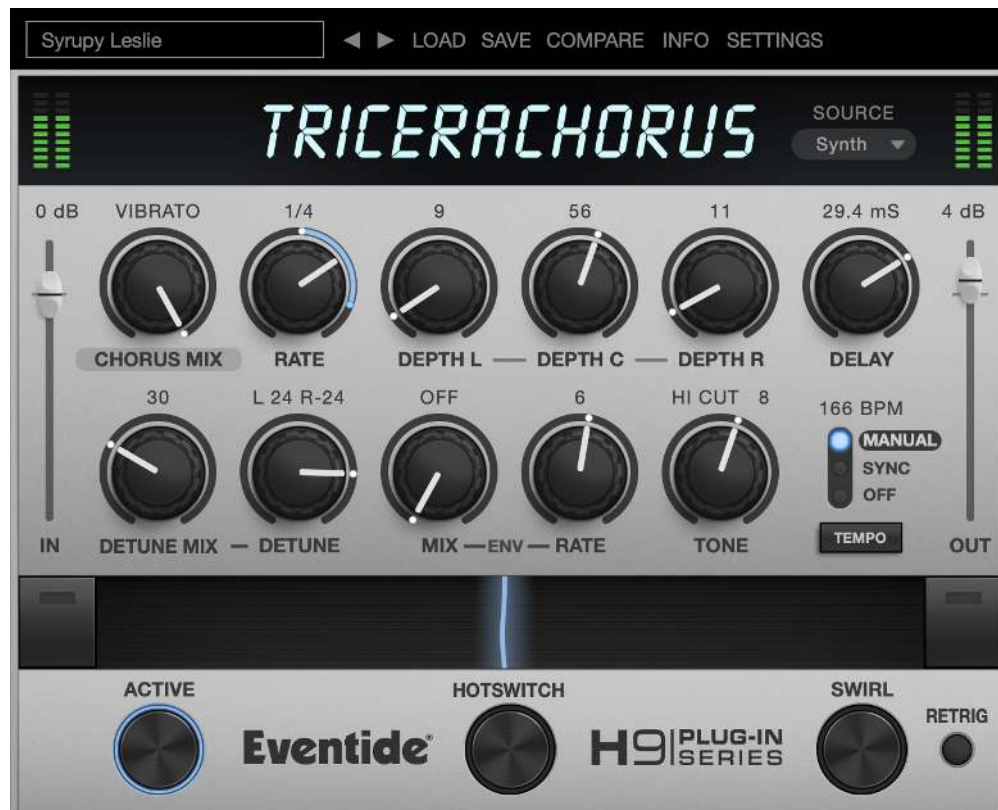 Syrupy Leslie LOAD SAVE COMPARE INFO SETTINGS
TRICERACHORUS
SOURCE
Synth
0 dB VIBRATO 1/4 9 56 11 29.4 mS 4 dB
CHORUS MIX RATE DEPTH L DEPTH C DEPTH R DELAY
30 L 24 R-24 OFF 6 HI CUT 8 166 BPM
MANUAL
SYNC
OFF
TEMPO
IN DETUNE MIX DETUNE MIX ENV RATE TONE OUT
ACTIVE HOTSWITCH SWIRL
RETRIG
Eventide® H9 PLUG-IN SERIES